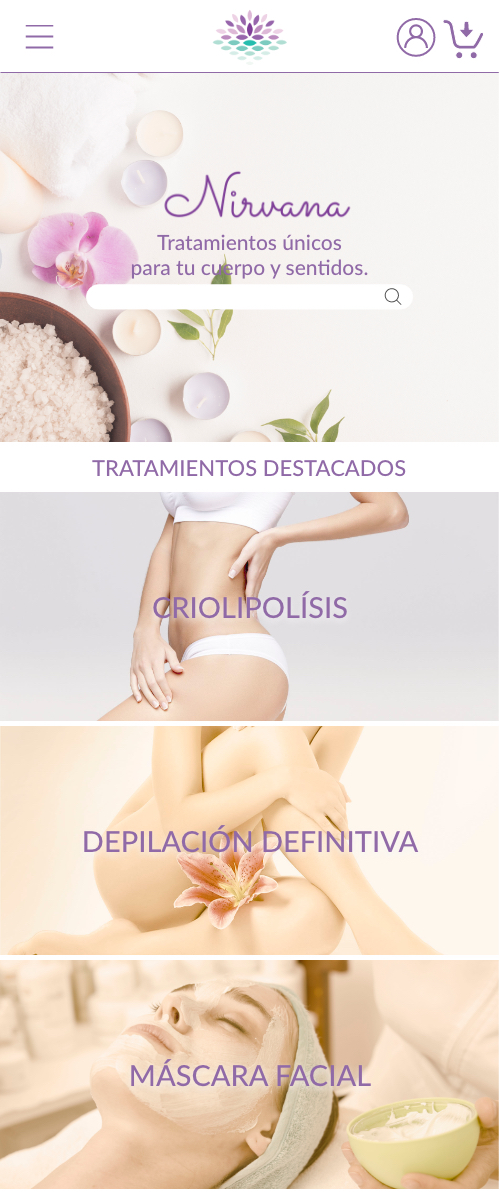 Nirvana
Tratamientos únicos
para tu cuerpo y sentidos.
TRATAMIENTOS DESTACADOS
CRIOLIPOLÍSIS
DEPILACIÓN DEFINITIVA
MÁSCARA FACIAL